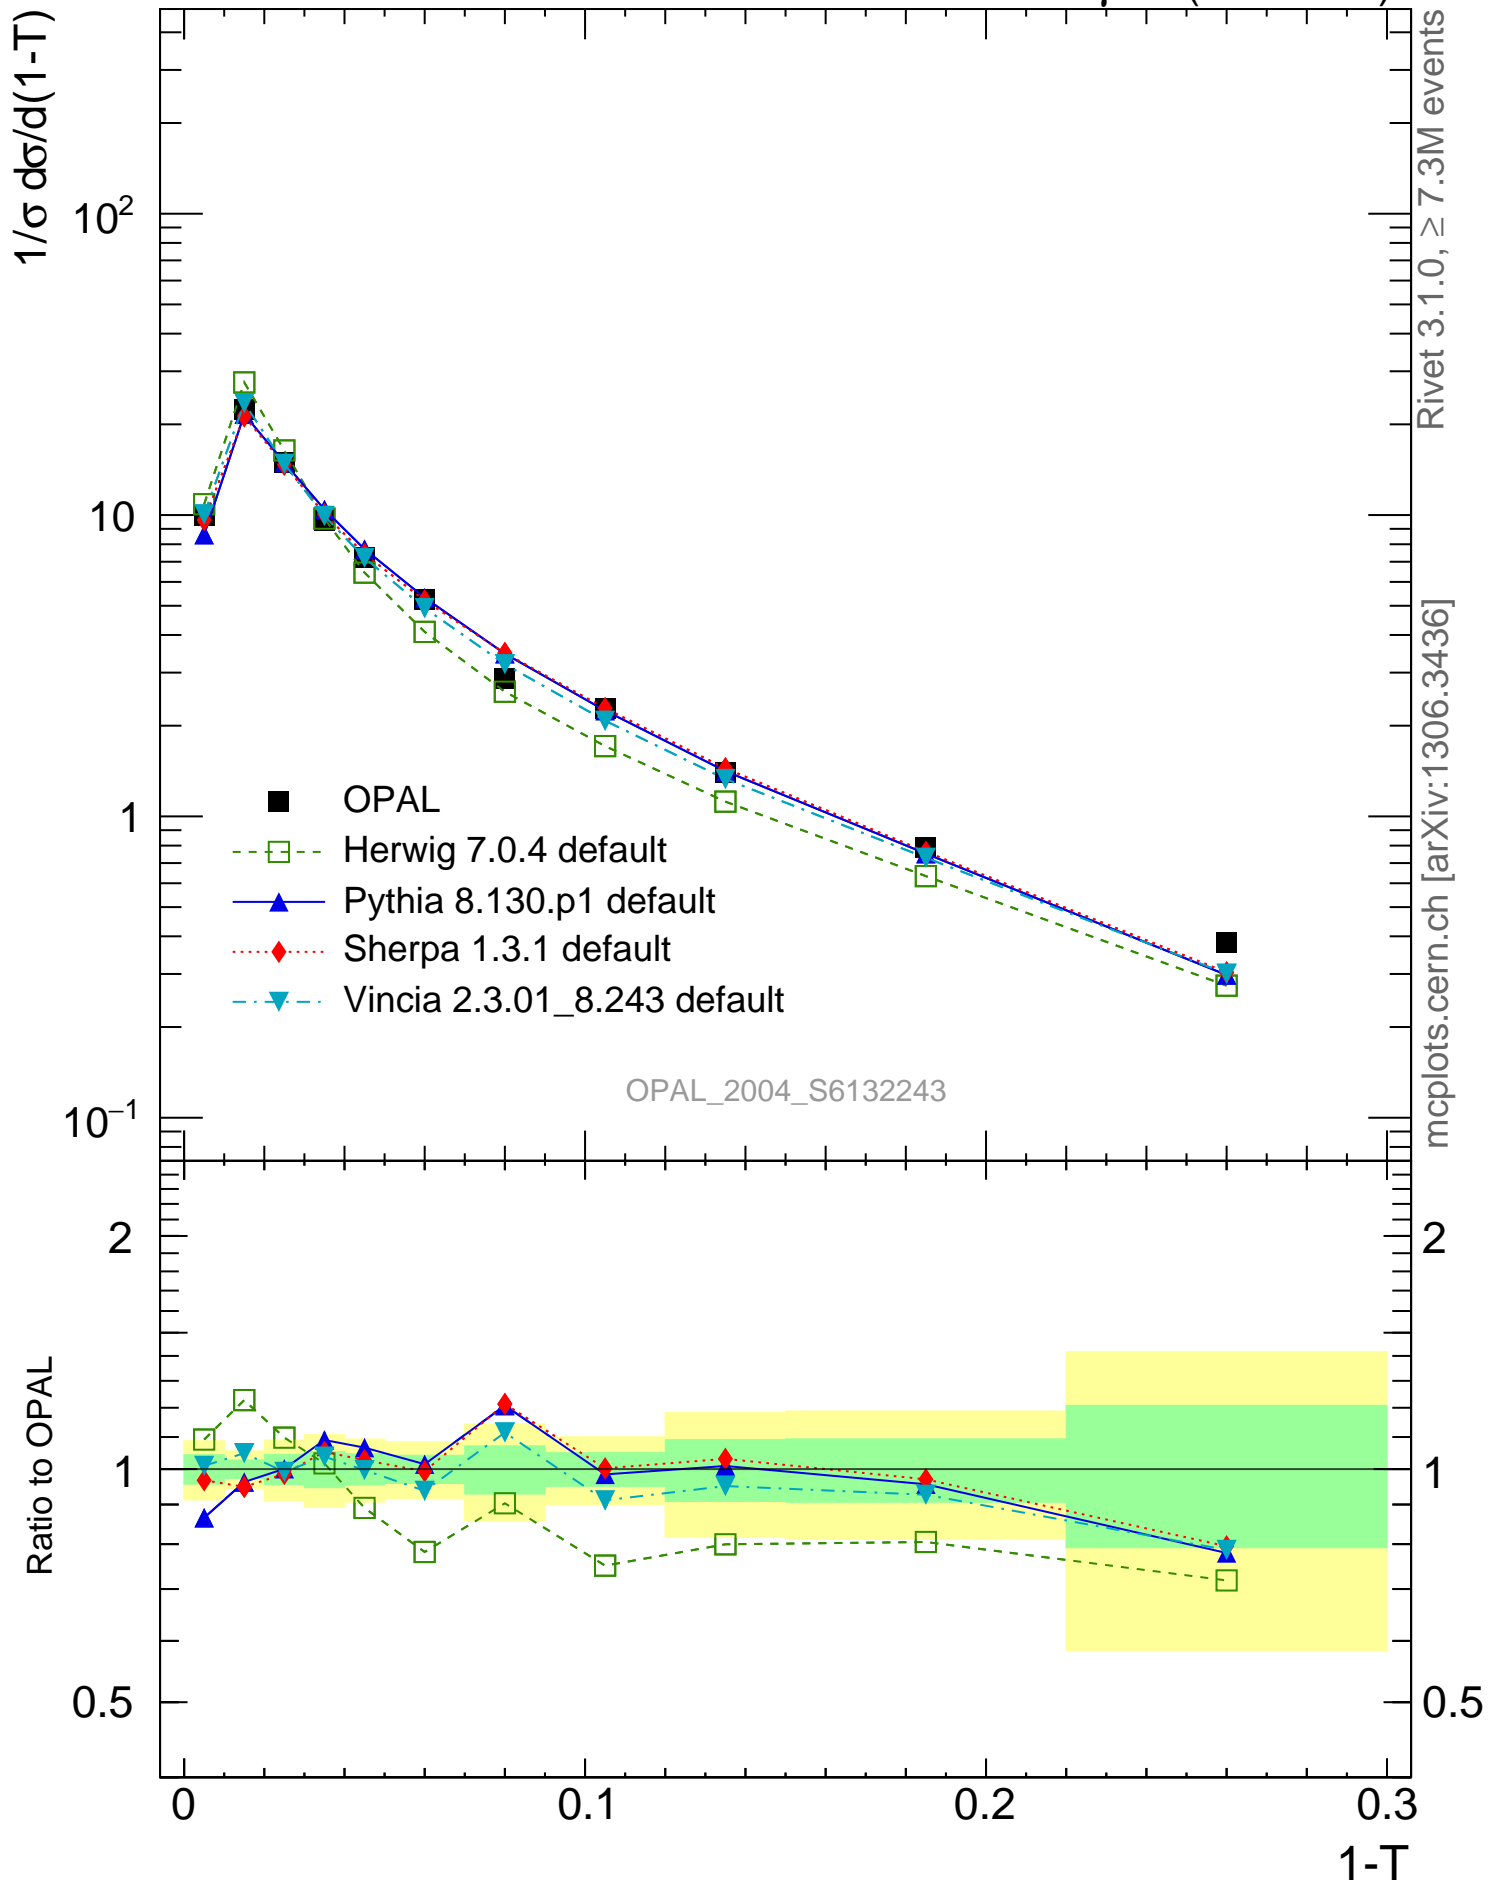 1/σ dσ/d(1-T)
10²
10
1
10⁻¹
OPAL
Herwig 7.0.4 default
Pythia 8.130.p1 default
Sherpa 1.3.1 default
Vincia 2.3.01_8.243 default
OPAL_2004_S6132243
Rivet 3.1.0, ≥ 7.3M events
mcplots.cern.ch [arXiv:1306.3436]
Ratio to OPAL
2
1
0.5
2
1
0.5
0
0.1
0.2
0.3
1-T